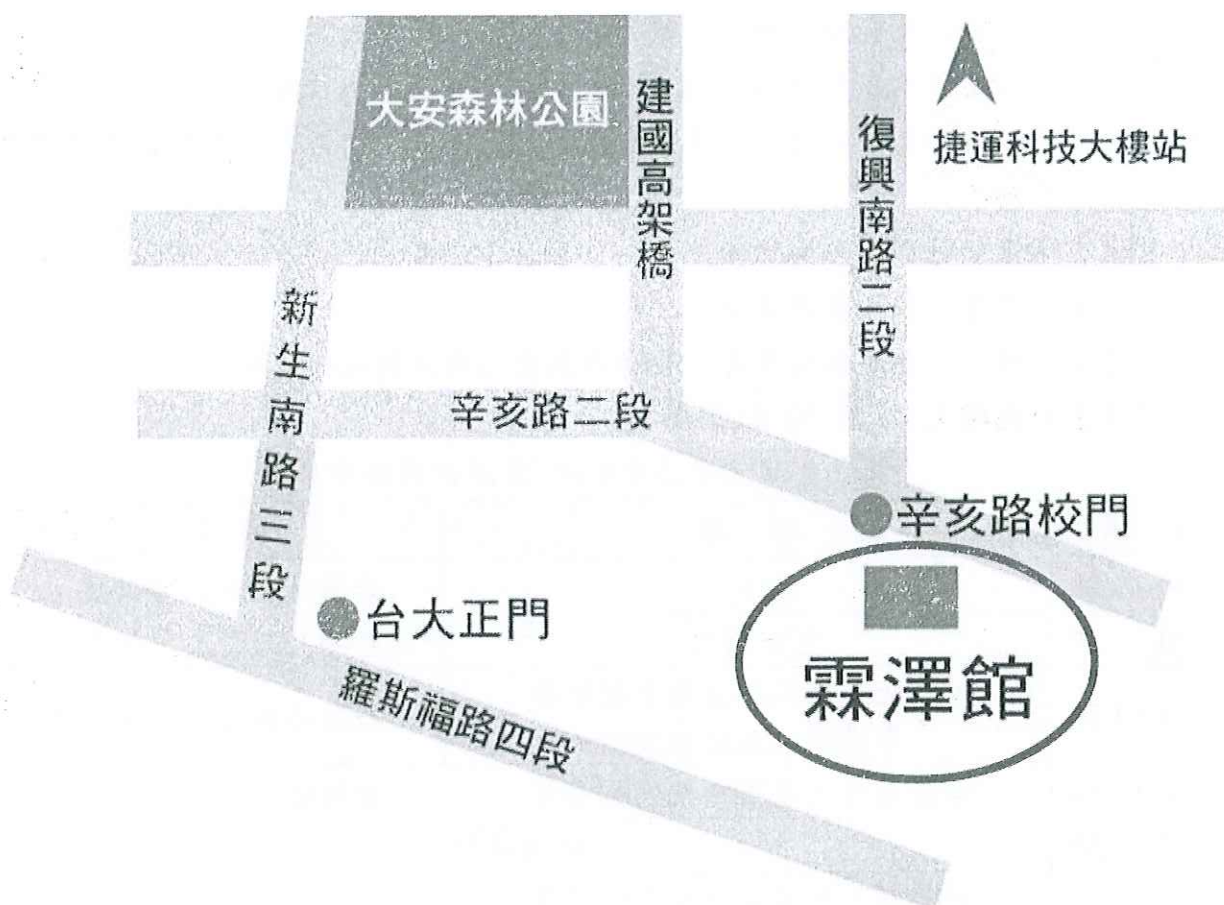 大安森林公園
建國高架橋
復興南路二段
捷運科技大樓站
新生南路三段
辛亥路二段
辛亥路校門
台大正門
霖澤館
羅斯福路四段